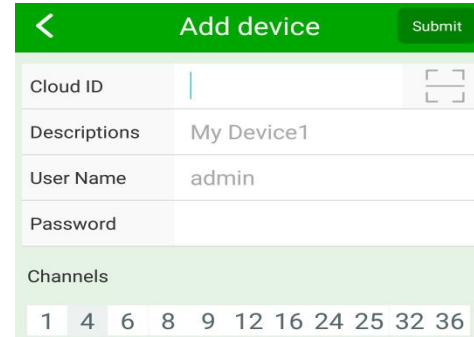 Add device Submit
Cloud ID
Descriptions My Device1
User Name admin
Password
Channels
1 4 6 8 9 12 16 24 25 32 36